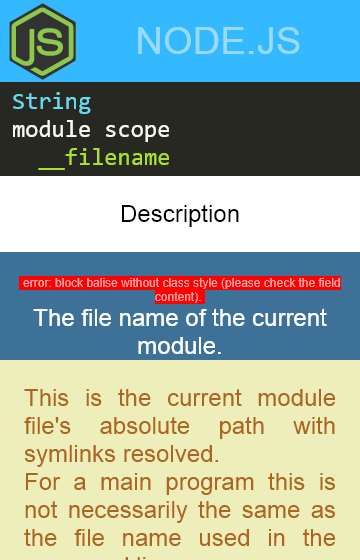 JS
NODE.JS
String
module scope
__filename
Description
error: block balise without class style (please check the field
content).
The file name of the current
module.
This is the current module
file's absolute path with
symlinks resolved.
For a main program this is
not necessarily the same as
the file name used in the